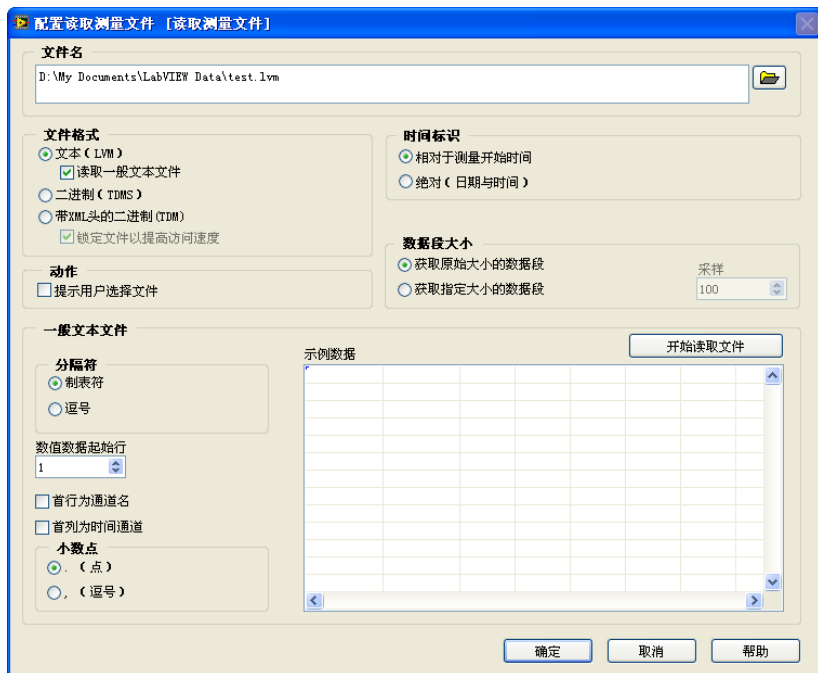 配置读取测量文件 [读取测量文件]
文件名
D:\My Documents\LabVIEW Data\test.lvm
文件格式
文本(LVM)
读取一般文本文件
二进制(TDMS)
带XML头的二进制(TDM)
锁定文件以提高访问速度
时间标识
相对于测量开始时间
绝对(日期与时间)
动作
提示用户选择文件
数据段大小
获取原始大小的数据段
获取指定大小的数据段
采样
100
一般文本文件
分隔符
制表符
逗号
数值数据起始行
1
首行为通道名
首列为时间通道
小数点
. (点)
, (逗号)
示例数据
开始读取文件
确定
取消
帮助